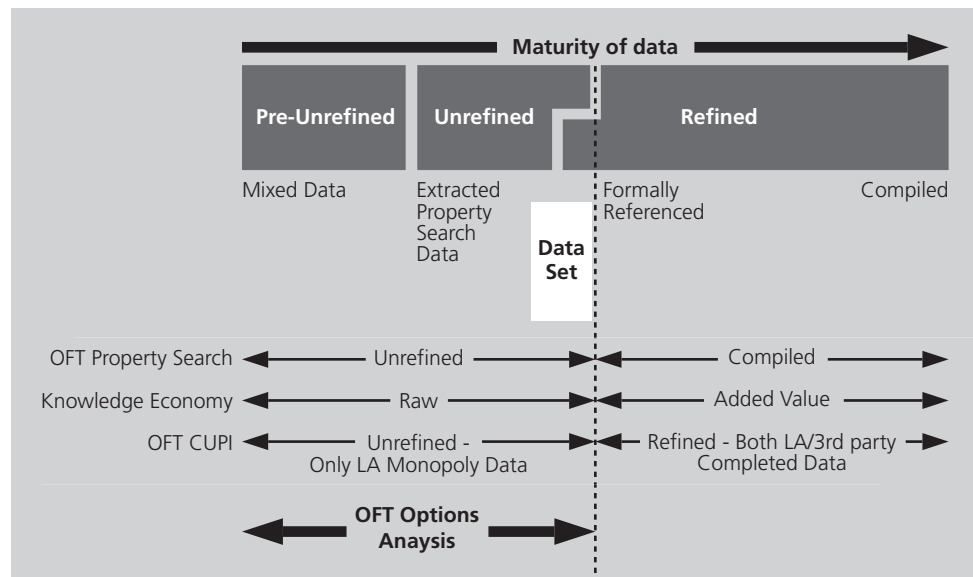 Maturity of data
Pre-Unrefined
Unrefined
Refined
Mixed Data
Extracted
Property
Search
Data
Formally
Referenced
Compiled
Data
Set
OFT Property Search
Unrefined
Compiled
Knowledge Economy
Raw
Added Value
OFT CUPI
Unrefined -
Only LA Monopoly Data
Refined - Both LA/3rd party
Completed Data
OFT Options
Anaysis